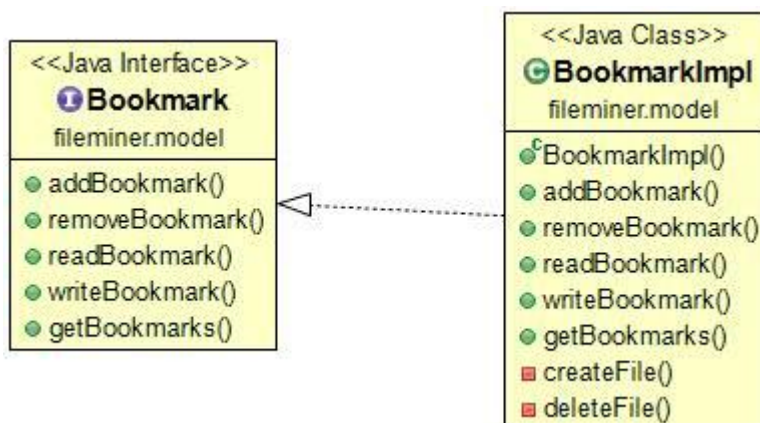 <<Java Interface>>
I Bookmark
fileminer.model
addBookmark()
removeBookmark()
readBookmark()
writeBookmark()
getBookmarks()
<<Java Class>>
C BookmarkImpl
fileminer.model
C BookmarkImpl()
addBookmark()
removeBookmark()
readBookmark()
writeBookmark()
getBookmarks()
createFile()
deleteFile()